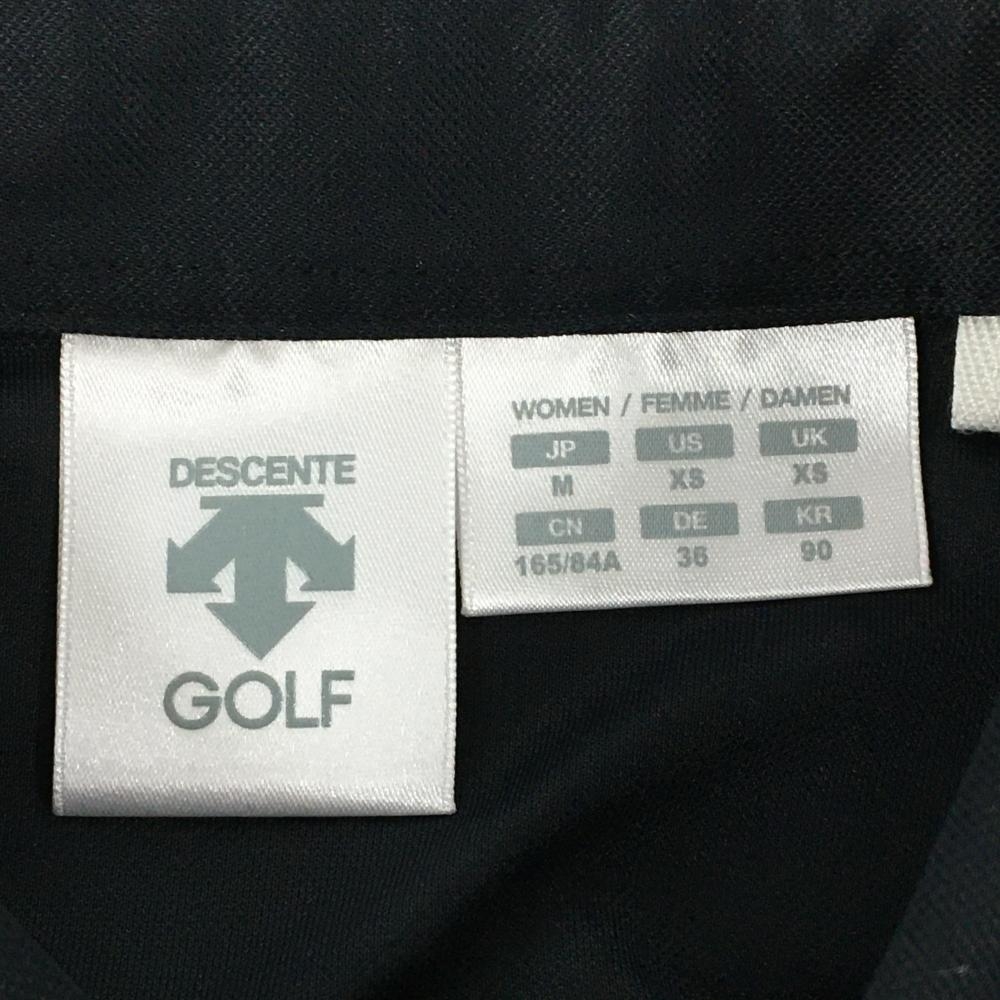 DESCENTE
GOLF
WOMEN / FEMME / DAMEN
JP US UK
M XS XS
CN DE KR
165/84A 36 90